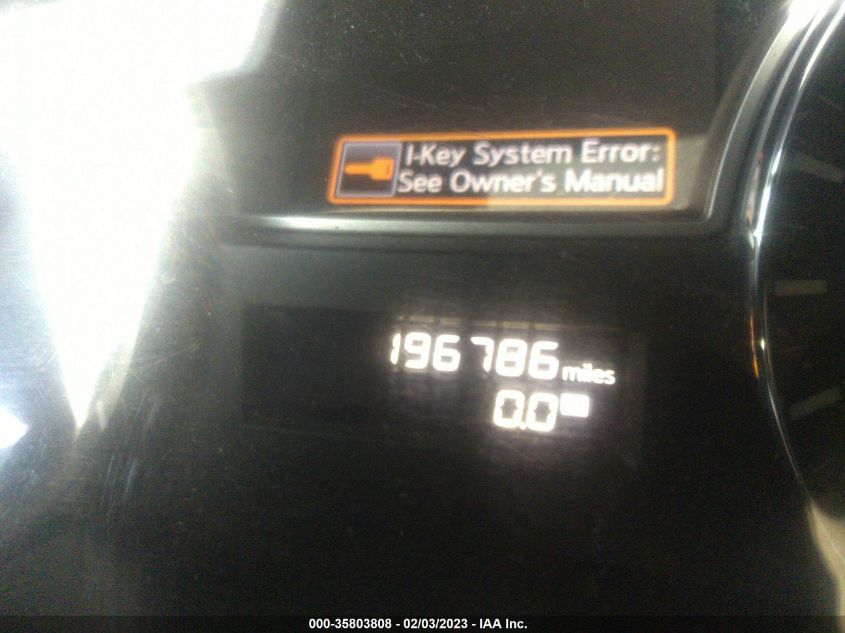 I-Key System Error:
See Owner's Manual
196786 miles
0.0
000-35803808 - 02/03/2023 - IAA Inc.